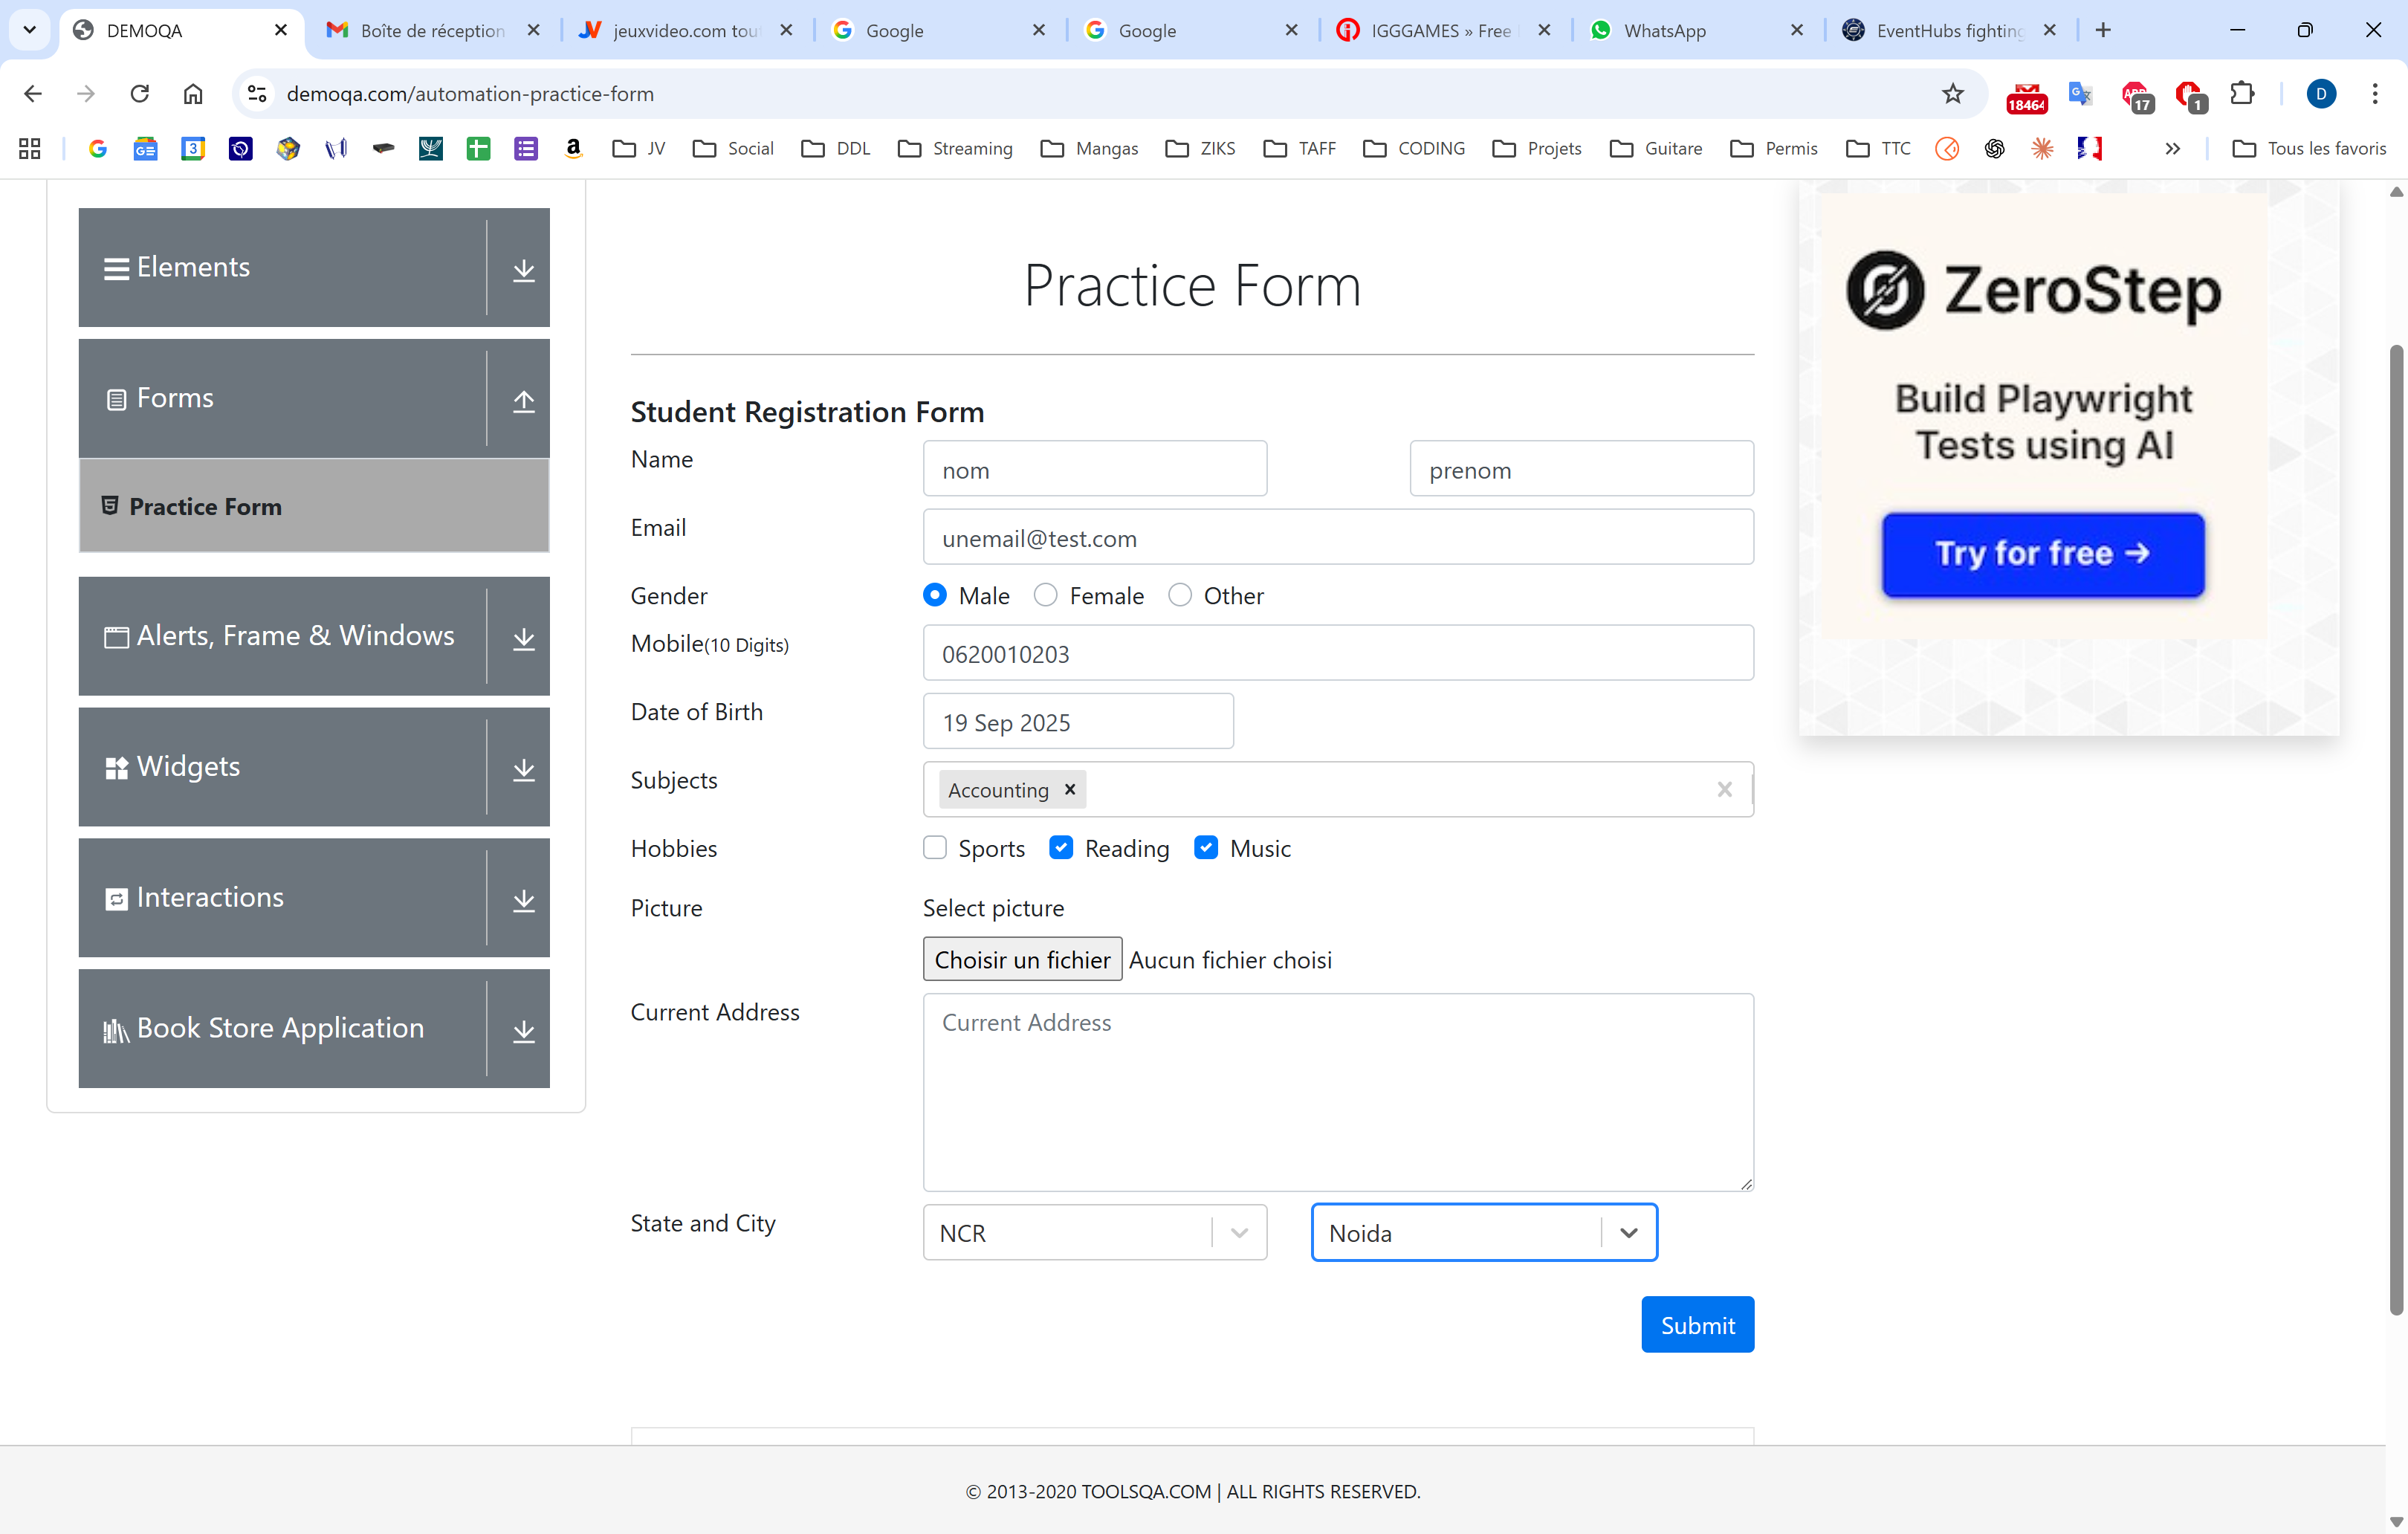 DEMOQA
Boîte de réception
jeuxvideo.com tou
Google
Google
IGGGAMES » Free
WhatsApp
EventHubs fighting
demoqa.com/automation-practice-form
18464
17
1
D
3
JV
Social
DDL
Streaming
Mangas
ZIKS
TAFF
CODING
Projets
Guitare
Permis
TTC
Tous les favoris
Elements
Forms
Practice Form
Alerts, Frame & Windows
Widgets
Interactions
Book Store Application
Practice Form
Student Registration Form
Name nom prenom
Email unemail@test.com
Gender Male Female Other
Mobile(10 Digits) 0620010203
Date of Birth 19 Sep 2025
Subjects Accounting
Hobbies Sports Reading Music
Picture Select picture
Choisir un fichier Aucun fichier choisi
Current Address Current Address
State and City NCR Noida
Submit
ZeroStep
Build Playwright
Tests using AI
Try for free →
© 2013-2020 TOOLSQA.COM | ALL RIGHTS RESERVED.